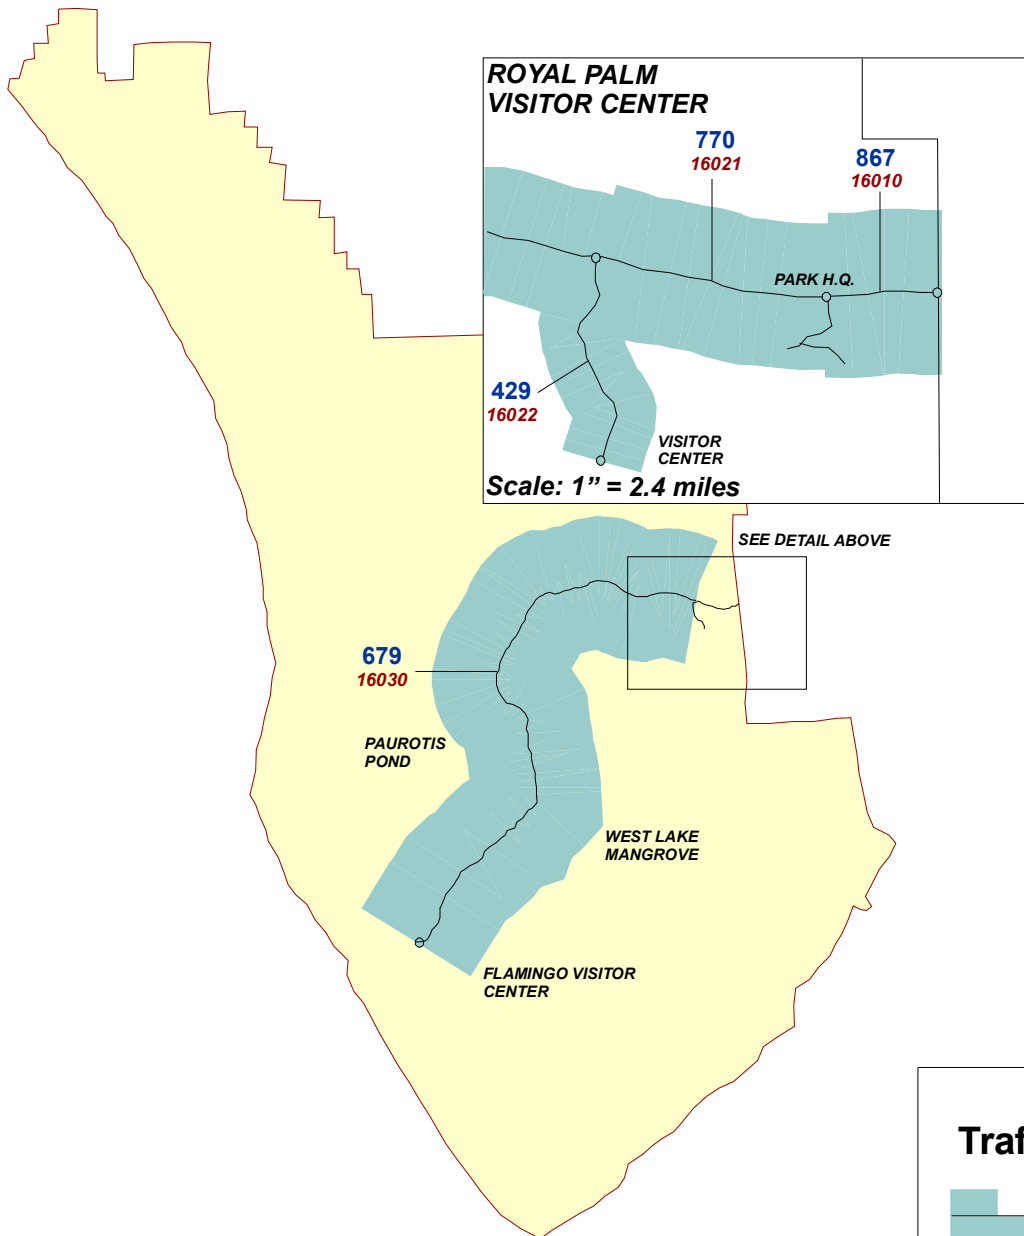 ROYAL PALM
VISITOR CENTER
770
16021
867
16010
PARK H.Q.
429
16022
VISITOR
CENTER
Scale: 1” = 2.4 miles
SEE DETAIL ABOVE
679
16030
PAUROTIS
POND
WEST LAKE
MANGROVE
FLAMINGO VISITOR
CENTER